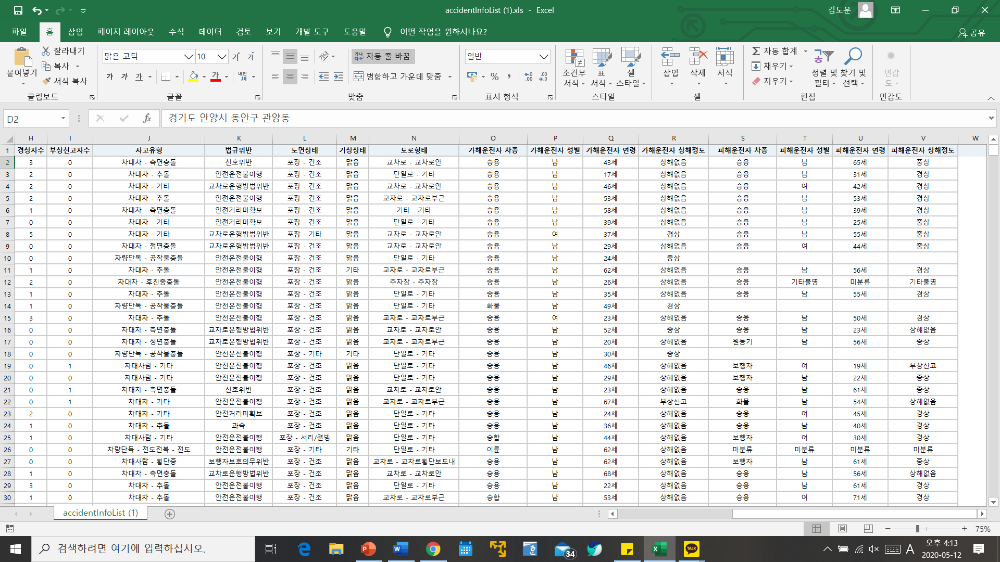 accidentInfoList (1).xls - Excel
김도운
파일 홈 삽입 페이지 레이아웃 수식 데이터 검토 보기 개발 도구 도움말 어떤 작업을 원하시나요? 공유
붙여넣기 잘라내기 복사 서식 복사 클립보드
맑은 고딕 10 가 가 가 가 가 가 내천 글꼴
자동 줄 바꿈 병합하고 가운데 맞춤 맞춤
일반 % , 표시 형식
조건부 서식 표 서식 셀 스타일 스타일
삽입 삭제 서식 셀
자동 합계 채우기 지우기 정렬 및 필터 찾기 및 선택 편집
민감도 민감도
D2 fx 경기도 안양시 동안구 관양동
H I J K L M N O P Q R S T U V W
1 경상자수 부상신고자수 사고유형 법규위반 노면상태 기상상태 도로형태 가해운전자 차종 가해운전자 성별 가해운전자 연령 가해운전자 상해정도 피해운전자 차종 피해운전자 성별 피해운전자 연령 피해운전자 상해정도
2 3 0 차대차 - 측면충돌 신호위반 포장 - 건조 맑음 교차로 - 교차로안 승용 남 43세 상해없음 승용 남 65세 중상
3 2 0 차대차 - 추돌 안전운전불이행 포장 - 건조 맑음 단일로 - 기타 승용 남 17세 상해없음 승용 남 31세 경상
4 2 0 차대차 - 기타 교차로운행방법위반 포장 - 건조 맑음 교차로 - 교차로안 승용 남 46세 상해없음 승용 여 42세 경상
5 2 0 차대차 - 추돌 안전운전불이행 포장 - 건조 맑음 교차로 - 교차로부근 승용 남 53세 상해없음 승용 남 53세 경상
6 1 0 차대차 - 측면충돌 안전거리미확보 포장 - 건조 맑음 기타 - 기타 승용 남 58세 상해없음 승용 남 39세 경상
7 0 0 차대차 - 기타 안전거리미확보 포장 - 건조 맑음 단일로 - 기타 승용 남 39세 상해없음 승용 남 25세 중상
8 5 0 차대차 - 기타 교차로운행방법위반 포장 - 기타 맑음 교차로 - 교차로안 승용 여 37세 경상 승용 남 55세 중상
9 0 0 차대차 - 정면충돌 교차로운행방법위반 포장 - 건조 맑음 교차로 - 교차로안 승용 남 29세 상해없음 승용 여 44세 중상
10 0 0 차량단독 - 공작물충돌 안전운전불이행 포장 - 건조 맑음 단일로 - 기타 승용 남 24세 중상
11 1 0 차대차 - 추돌 안전운전불이행 포장 - 건조 기타 교차로 - 교차로부근 승용 남 62세 상해없음 승용 남 56세 경상
12 2 0 차대차 - 후진중충돌 안전운전불이행 포장 - 건조 맑음 주차장 - 주차장 승용 남 26세 상해없음 승용 기타불명 미분류 기타불명
13 1 0 차대차 - 추돌 안전운전불이행 포장 - 건조 맑음 단일로 - 기타 승용 남 35세 상해없음 승용 남 55세 경상
14 1 0 차량단독 - 공작물충돌 안전운전불이행 포장 - 건조 맑음 단일로 - 기타 화물 남 49세 경상
15 3 0 차대차 - 추돌 안전운전불이행 포장 - 건조 맑음 교차로 - 교차로부근 승용 여 23세 상해없음 승용 남 50세 경상
16 0 0 차대차 - 측면충돌 교차로운행방법위반 포장 - 건조 맑음 교차로 - 교차로안 승용 남 52세 중상 승용 남 23세 상해없음
17 0 0 차대차 - 정면충돌 교차로운행방법위반 포장 - 건조 맑음 교차로 - 교차로부근 승용 남 20세 상해없음 원동기 남 56세 중상
18 0 0 차량단독 - 공작물충돌 안전운전불이행 포장 - 기타 기타 단일로 - 기타 승용 남 30세 중상
19 0 1 차대사람 - 기타 안전운전불이행 포장 - 건조 맑음 단일로 - 기타 승용 남 46세 상해없음 보행자 여 19세 부상신고
20 0 0 차대사람 - 기타 안전운전불이행 포장 - 건조 맑음 단일로 - 기타 승용 남 29세 상해없음 보행자 남 22세 중상
21 0 1 차대차 - 측면충돌 신호위반 포장 - 건조 맑음 교차로 - 교차로안 승용 남 23세 상해없음 승용 남 61세 중상
22 0 1 차대차 - 기타 안전운전불이행 포장 - 건조 맑음 교차로 - 교차로부근 승용 남 67세 부상신고 화물 남 54세 상해없음
23 2 0 차대차 - 기타 안전거리미확보 포장 - 건조 맑음 단일로 - 기타 승용 남 24세 상해없음 승용 여 45세 경상
24 1 0 차대차 - 추돌 과속 포장 - 건조 맑음 단일로 - 기타 승용 남 36세 상해없음 승용 남 40세 경상
25 1 0 차대사람 - 기타 안전운전불이행 포장 - 서리/결빙 맑음 단일로 - 기타 승합 남 44세 상해없음 보행자 여 30세 경상
26 0 0 차량단독 - 전도전복 - 전도 안전운전불이행 포장 - 기타 기타 단일로 - 기타 이륜 남 62세 상해없음 미분류 미분류 미분류 미분류
27 0 0 차대사람 - 횡단중 보행자보호의무위반 포장 - 건조 맑음 교차로 - 교차로횡단보도내 승용 남 62세 상해없음 보행자 남 61세 중상
28 1 0 차대차 - 측면충돌 교차로운행방법위반 포장 - 건조 맑음 교차로 - 교차로안 승용 남 68세 상해없음 승용 남 56세 상해없음
29 3 0 차대차 - 추돌 안전운전불이행 포장 - 건조 맑음 단일로 - 기타 승용 남 22세 상해없음 승용 남 61세 경상
30 1 0 차대차 - 추돌 안전운전불이행 포장 - 건조 맑음 교차로 - 교차로부근 승합 남 53세 상해없음 승용 여 71세 경상
accidentInfoList (1)
75%
검색하려면 여기에 입력하십시오.
34
TALK
A
오후 4:13
2020-05-12